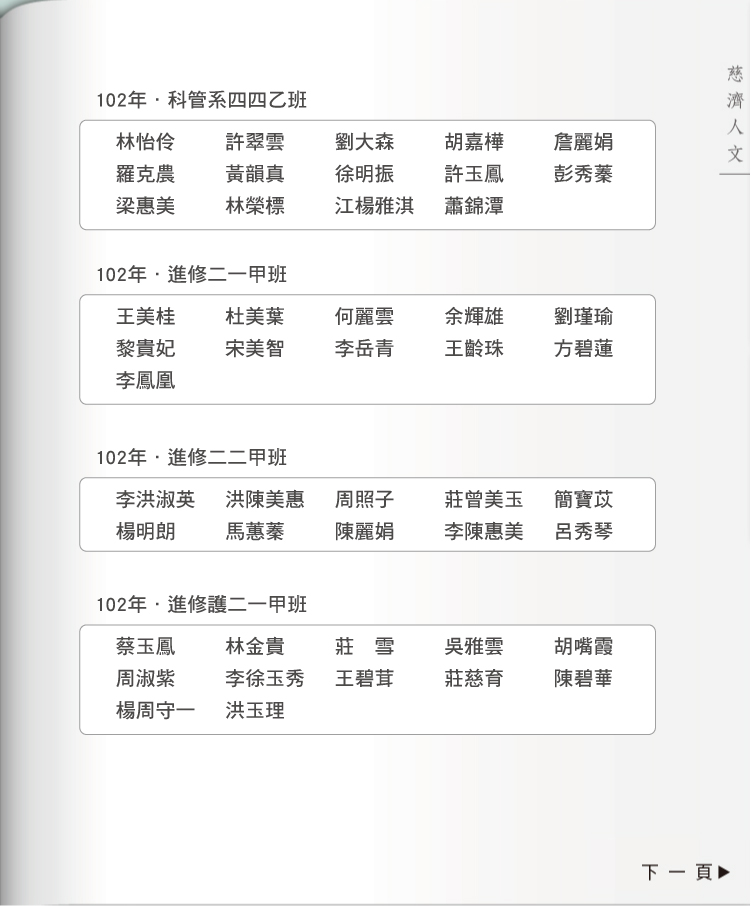 慈濟人文
102年・科管系四四乙班
林怡伶 許翠雲 劉大森 胡嘉樺 詹麗娟
羅克農 黃韻真 徐明振 許玉鳳 彭秀蓁
梁惠美 林榮標 江楊雅淇 蕭錦潭
102年・進修二一甲班
王美桂 杜美葉 何麗雲 余輝雄 劉瑾瑜
黎貴妃 宋美智 李岳青 王齡珠 方碧蓮
李鳳凰
102年・進修二二甲班
李洪淑英 洪陳美惠 周照子 莊曾美玉 簡寶苡
楊明朗 馬蕙蓁 陳麗娟 李陳惠美 呂秀琴
102年・進修護二一甲班
蔡玉鳳 林金貴 莊　雪 吳雅雲 胡嘴霞
周淑紫 李徐玉秀 王碧茸 莊慈育 陳碧華
楊周守一 洪玉理
下一頁▶